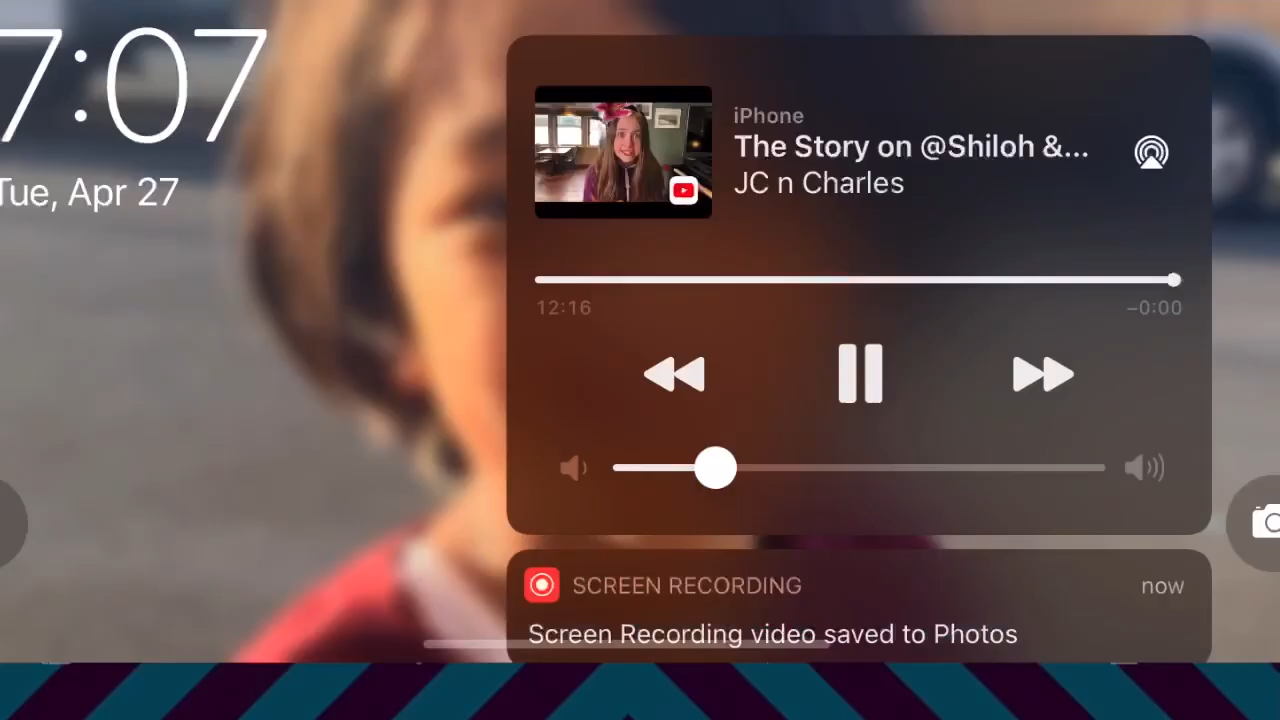 7:07
Tue, Apr 27
iPhone
The Story on @Shiloh &...
JC n Charles
12:16
−0:00
SCREEN RECORDING
now
Screen Recording video saved to Photos